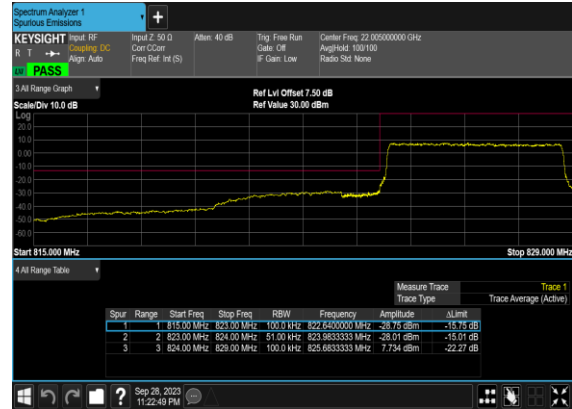 Spectrum Analyzer 1
Spurious Emissions
+
KEYSIGHT Input: RF Input Z: 50 Ω Atten: 40 dB Trig: Free Run Center Freq: 22.005000000 GHz
R T Coupling: DC Corr CCorr Gate: Off Avg|Hold: 100/100
Align: Auto Freq Ref: Int (S) IF Gain: Low Radio Std: None
PASS
3 All Range Graph
Ref Lvl Offset 7.50 dB
Scale/Div 10.0 dB Ref Value 30.00 dBm
Log
20.0
10.0
0.00
-10.0
-20.0
-30.0
-40.0
-50.0
-60.0
Start 815.000 MHz Stop 829.000 MHz
4 All Range Table
Measure Trace Trace 1
Trace Type Trace Average (Active)
Spur Range Start Freq Stop Freq RBW Frequency Amplitude ΔLimit
1 1 815.00 MHz 823.00 MHz 100.0 kHz 822.6400000 MHz -28.75 dBm -15.75 dB
2 2 823.00 MHz 824.00 MHz 51.00 kHz 823.9833333 MHz -28.01 dBm -15.01 dB
3 3 824.00 MHz 829.00 MHz 100.0 kHz 825.6833333 MHz 7.734 dBm -22.27 dB
?
Sep 28, 2023
11:22:49 PM